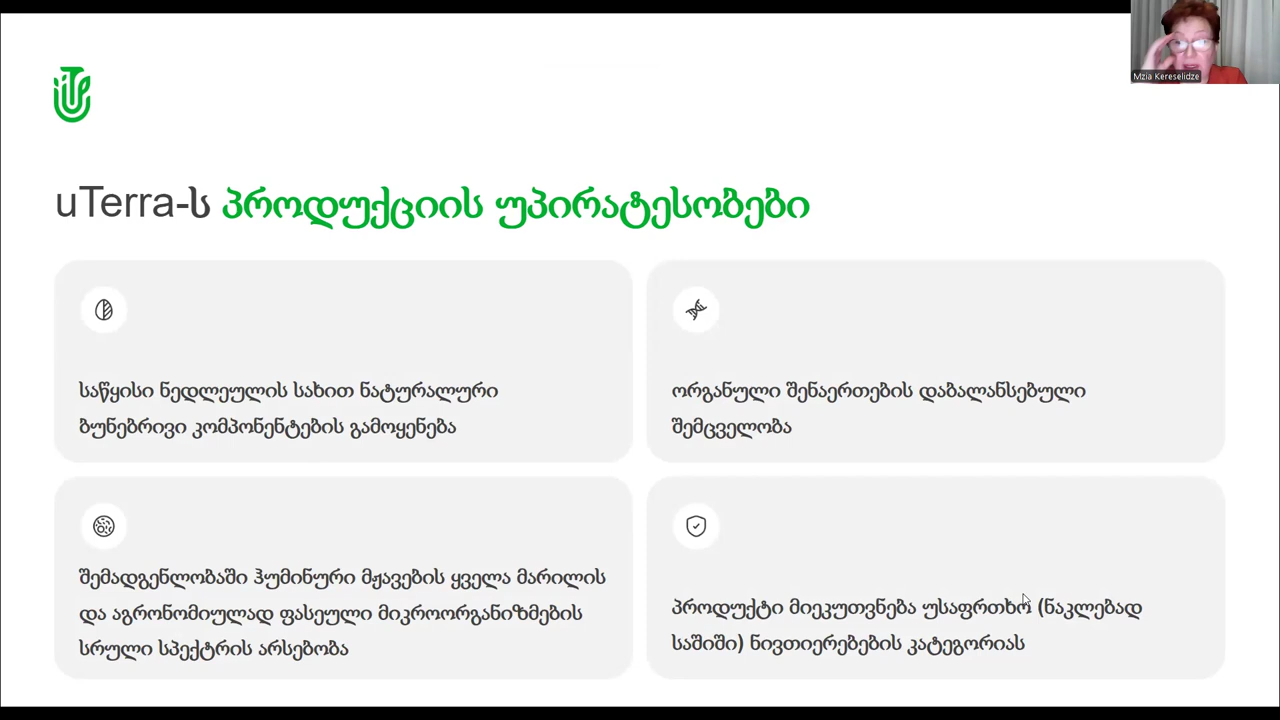 Mzia Kereselidze
uTerra-ს პროდუქციის უპირატესობები
საწყისი ნედლეულის სახით ნატურალური
ბუნებრივი კომპონენტების გამოყენება
ორგანული შენაერთების დაბალანსებული
შემცველობა
შემადგენლობაში ჰუმინური მჟავების ყველა მარილის
და აგრონომიულად ფასეული მიკროორგანიზმების
სრული სპექტრის არსებობა
პროდუქტი მიეკუთვნება უსაფრთხო (ნაკლებად
საშიში) ნივთიერებების კატეგორიას